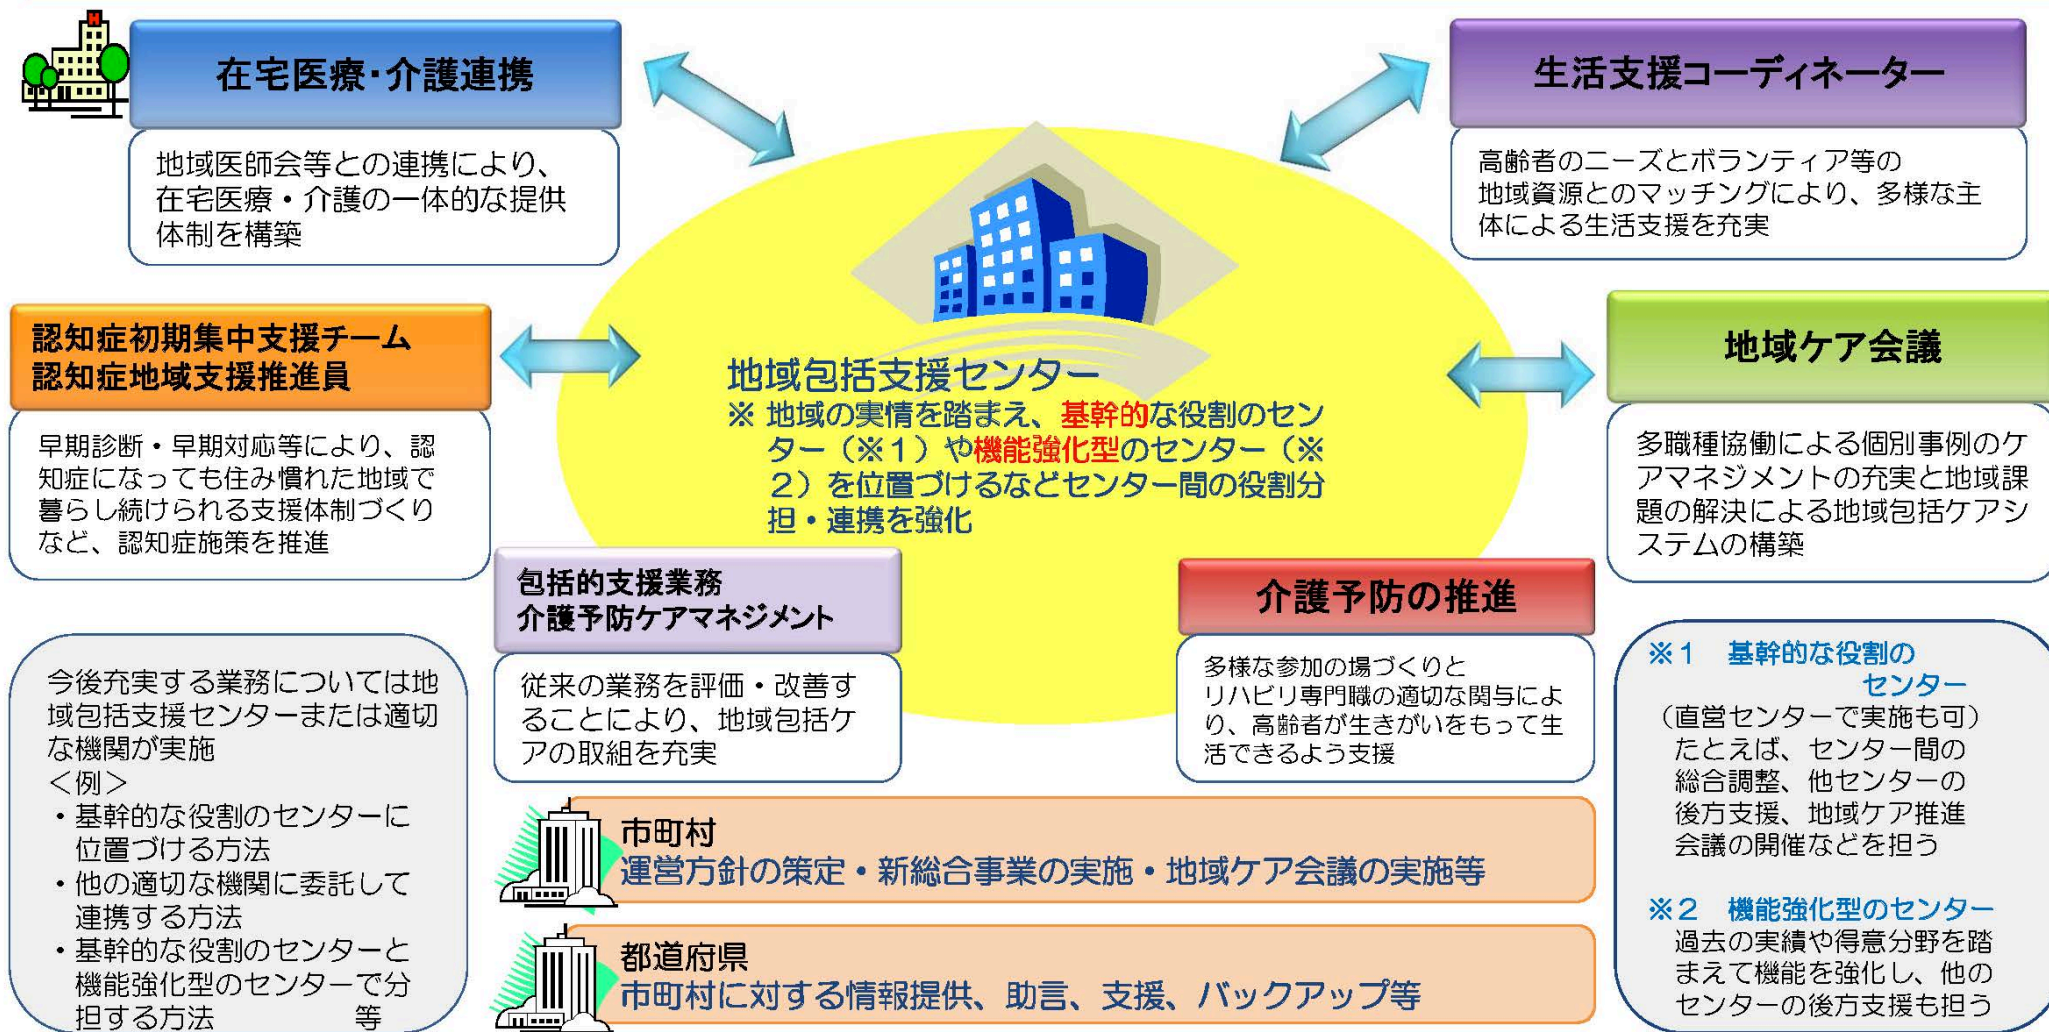 在宅医療・介護連携
地域医師会等との連携により、
在宅医療・介護の一体的な提供
体制を構築
生活支援コーディネーター
高齢者のニーズとボランティア等の
地域資源とのマッチングにより、多様な主
体による生活支援を充実
認知症初期集中支援チーム
認知症地域支援推進員
早期診断・早期対応等により、認
知症になっても住み慣れた地域で
暮らし続けられる支援体制づくり
など、認知症施策を推進
地域包括支援センター
※ 地域の実情を踏まえ、基幹的な役割のセン
ター（※１）や機能強化型のセンター（※
２）を位置づけるなどセンター間の役割分
担・連携を強化
地域ケア会議
多職種協働による個別事例のケ
アマネジメントの充実と地域課
題の解決による地域包括ケアシ
ステムの構築
包括的支援業務
介護予防ケアマネジメント
従来の業務を評価・改善す
ることにより、地域包括ケ
アの取組を充実
介護予防の推進
多様な参加の場づくりと
リハビリ専門職の適切な関与によ
り、高齢者が生きがいをもって生
活できるよう支援
今後充実する業務については地
域包括支援センターまたは適切
な機関が実施
＜例＞
・基幹的な役割のセンターに
位置づける方法
・他の適切な機関に委託して
連携する方法
・基幹的な役割のセンターと
機能強化型のセンターで分
担する方法 等
市町村
運営方針の策定・新総合事業の実施・地域ケア会議の実施等
都道府県
市町村に対する情報提供、助言、支援、バックアップ等
※１ 基幹的な役割の
センター
（直営センターで実施も可）
たとえば、センター間の
総合調整、他センターの
後方支援、地域ケア推進
会議の開催などを担う
※２ 機能強化型のセンター
過去の実績や得意分野を踏
まえて機能を強化し、他の
センターの後方支援も担う
H